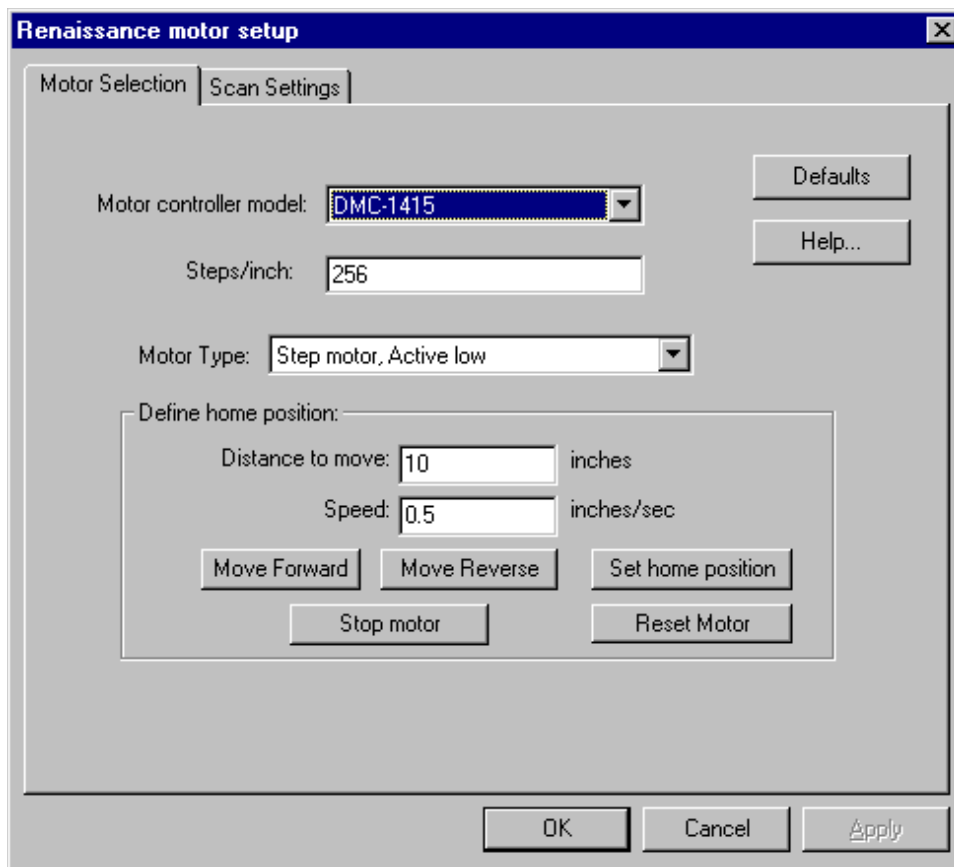 Renaissance motor setup
Motor Selection
Scan Settings
Defaults
Motor controller model: DMC-1415
Help...
Steps/inch: 256
Motor Type: Step motor, Active low
Define home position:
Distance to move: 10 inches
Speed: 0.5 inches/sec
Move Forward
Move Reverse
Set home position
Stop motor
Reset Motor
OK
Cancel
Apply